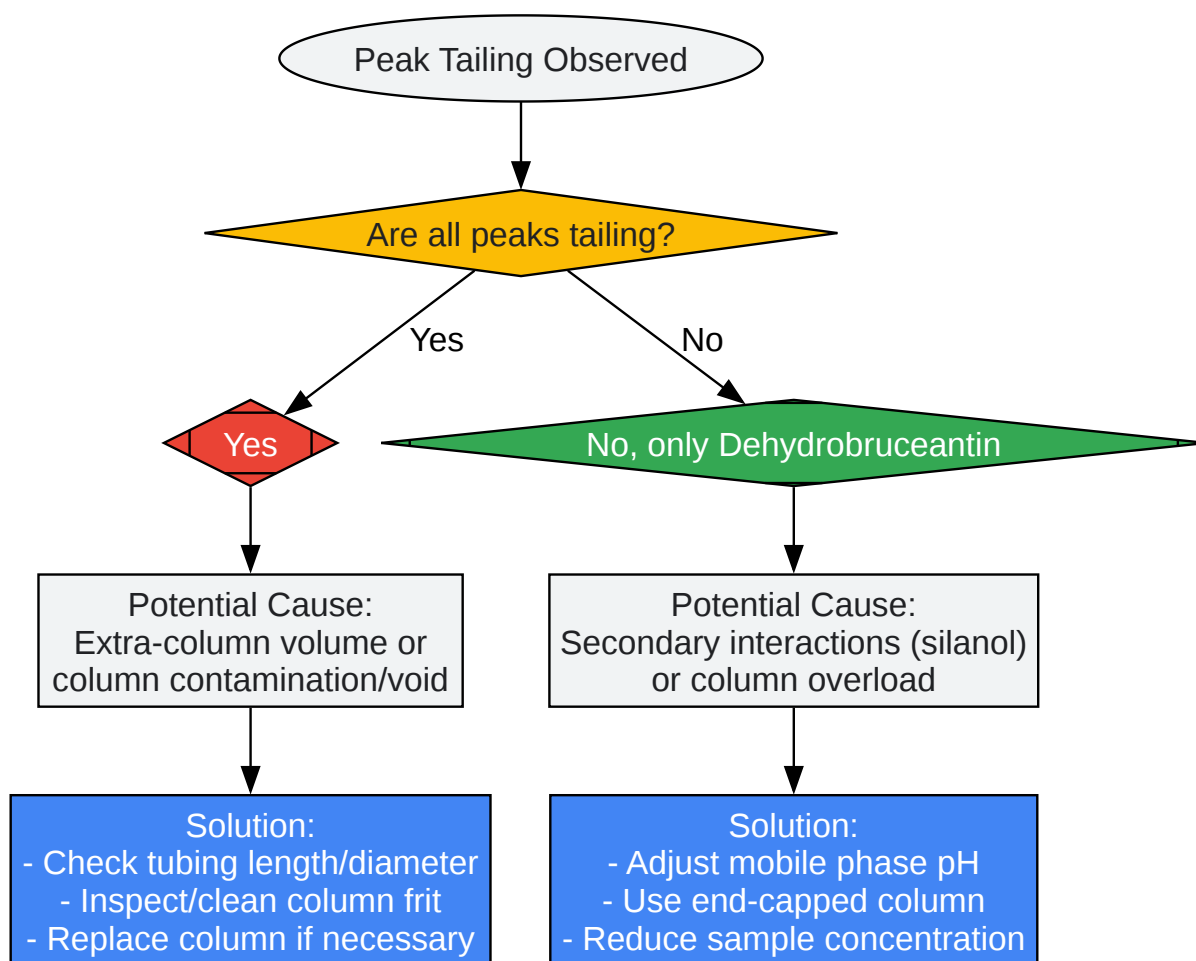 Peak Tailing Observed
Are all peaks tailing?
Yes
No
Yes
No, only Dehydrobruceantin
Potential Cause:
Extra-column volume or
column contamination/void
Potential Cause:
Secondary interactions (silanol)
or column overload
Solution:
- Check tubing length/diameter
- Inspect/clean column frit
- Replace column if necessary
Solution:
- Adjust mobile phase pH
- Use end-capped column
- Reduce sample concentration